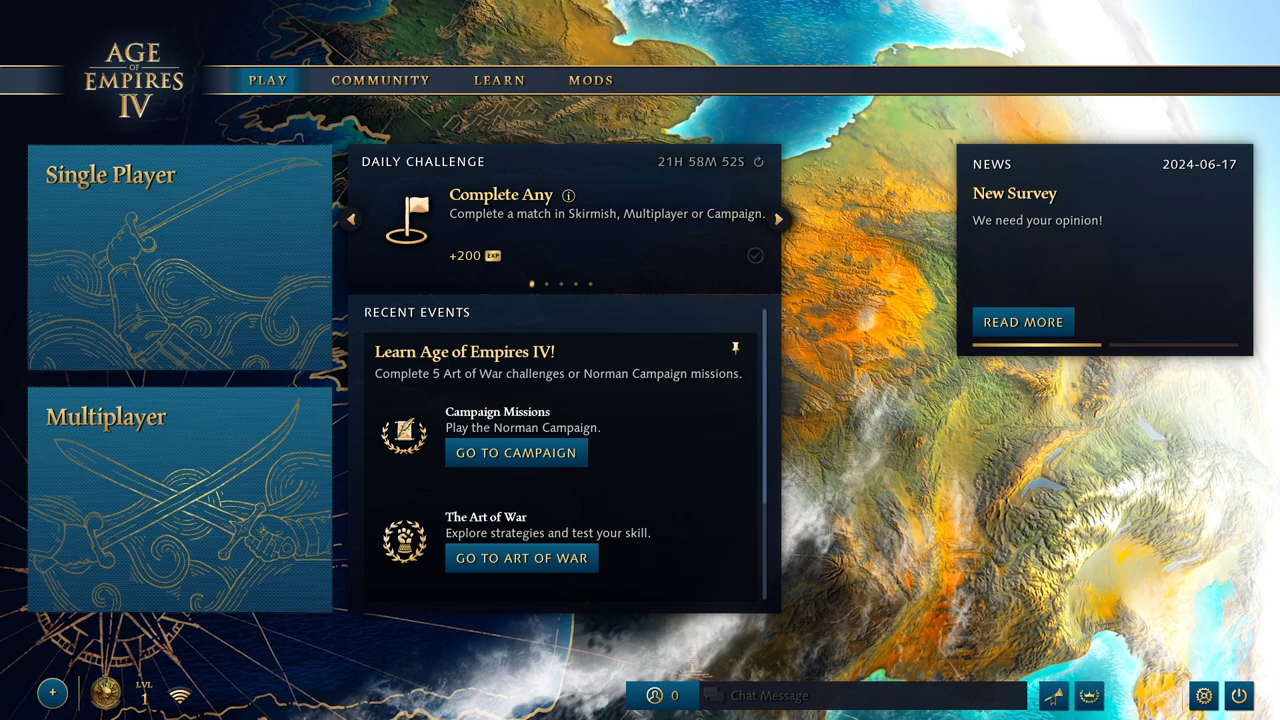 AGE
OF
EMPIRES
IV
PLAY
COMMUNITY
LEARN
MODS
Single Player
Multiplayer
DAILY CHALLENGE
21H 58M 52S
Complete Any
Complete a match in Skirmish, Multiplayer or Campaign.
+200 EXP
RECENT EVENTS
Learn Age of Empires IV!
Complete 5 Art of War challenges or Norman Campaign missions.
Campaign Missions
Play the Norman Campaign.
GO TO CAMPAIGN
The Art of War
Explore strategies and test your skill.
GO TO ART OF WAR
NEWS
2024-06-17
New Survey
We need your opinion!
READ MORE
+
LVL
1
0
Chat Message